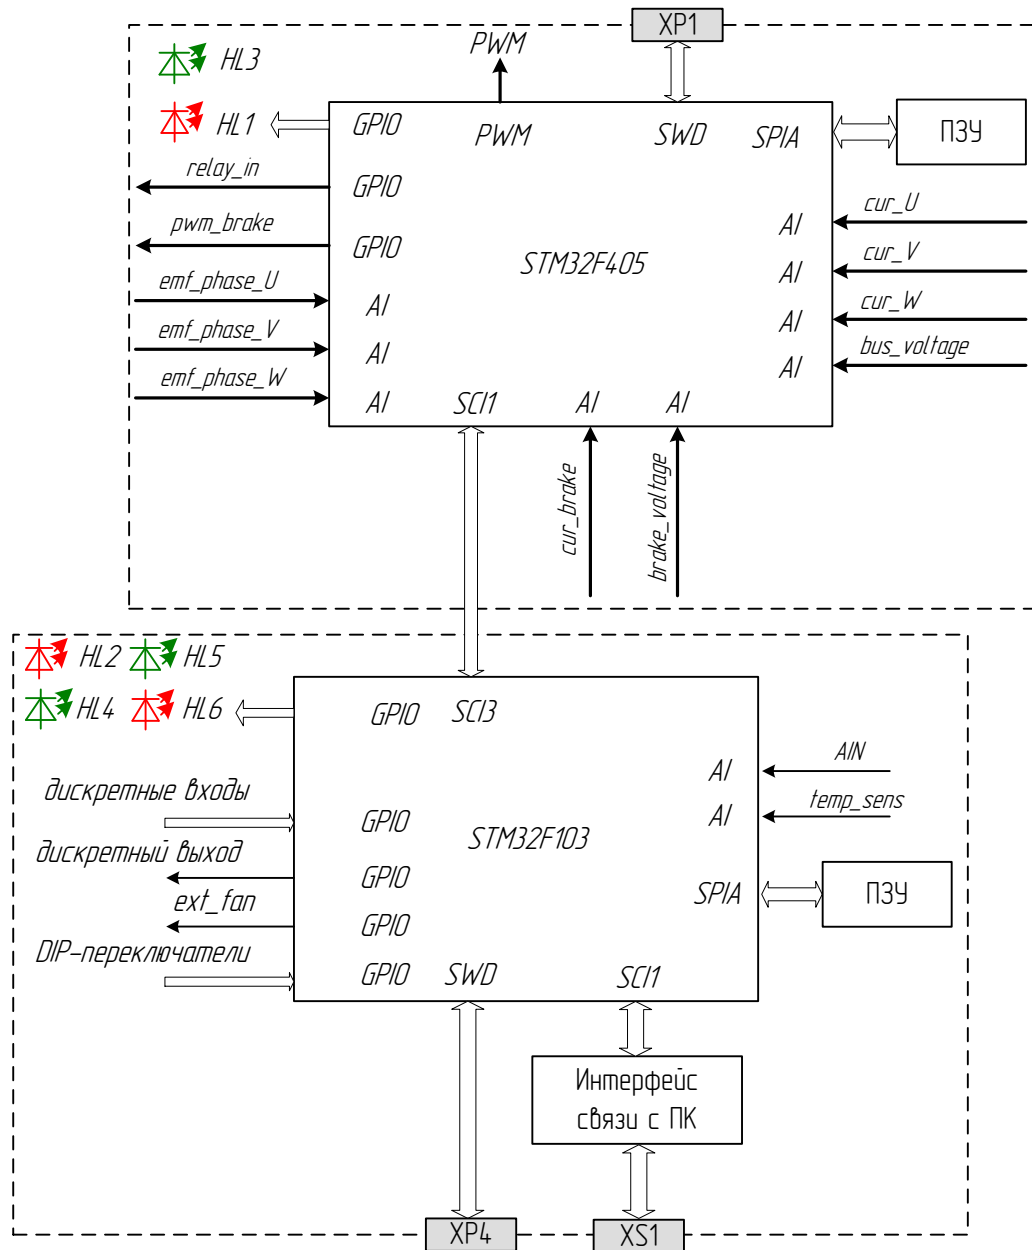 XP1
PWM
HL3
HL1
GPIO
PWM
SWD
SPIA
ПЗУ
relay_in
GPIO
pwm_brake
GPIO
STM32F405
AI
cur_U
AI
cur_V
AI
cur_W
AI
bus_voltage
emf_phase_U
AI
emf_phase_V
AI
emf_phase_W
AI
SCI1
AI
AI
cur_brake
brake_voltage
HL2
HL5
HL4
HL6
GPIO
SCI3
AI
AIN
AI
temp_sens
дискретные входы
GPIO
STM32F103
дискретный выход
GPIO
ext_fan
GPIO
SPIA
ПЗУ
DIP-переключатели
GPIO
SWD
SCI1
Интерфейс
связи с ПК
XP4
XS1